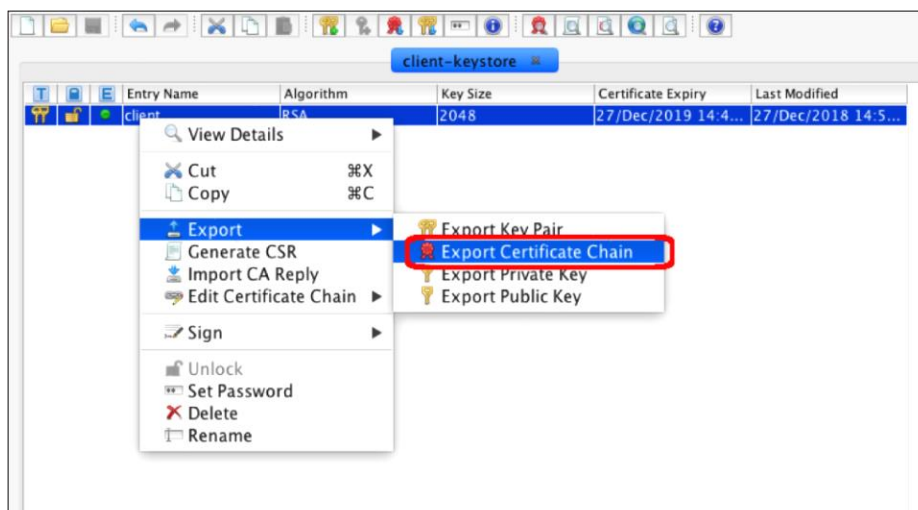 client-keystore
T E Entry Name Algorithm Key Size Certificate Expiry Last Modified
client RSA 2048 27/Dec/2019 14:4... 27/Dec/2018 14:5...
View Details
Cut ⌘X
Copy ⌘C
Export
Generate CSR
Import CA Reply
Edit Certificate Chain
Sign
Unlock
Set Password
Delete
Rename
Export Key Pair
Export Certificate Chain
Export Private Key
Export Public Key